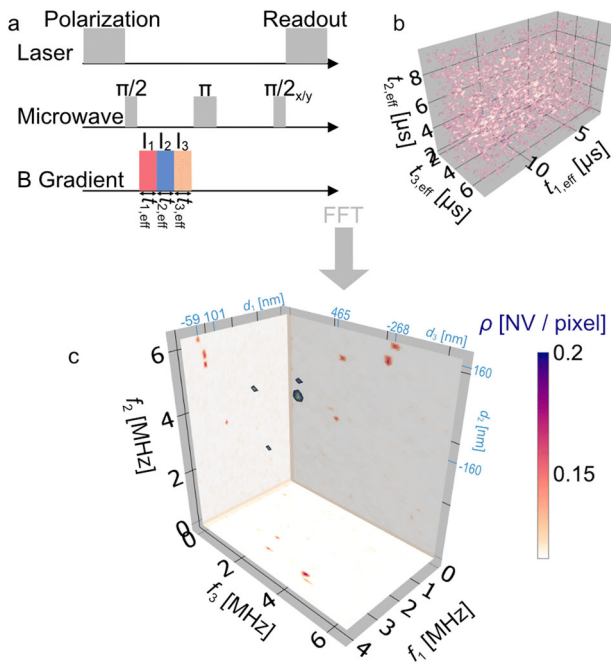 a
Polarization
Readout
Laser
π/2
π
π/2x/y
Microwave
I1 I2 I3
B Gradient
t1,eff t2,eff t3,eff
b
t2,eff [µs]
8
6
4
2
t3,eff [µs]
2
4
6
t1,eff [µs]
10
5
FFT
c
-59
101
d1 [nm]
465
-268
d3 [nm]
160
d2 [nm]
-160
f2 [MHz]
6
4
2
0
f3 [MHz]
0
2
4
6
f1 [MHz]
4
3
2
1
0
ρ [NV / pixel]
0.2
0.15